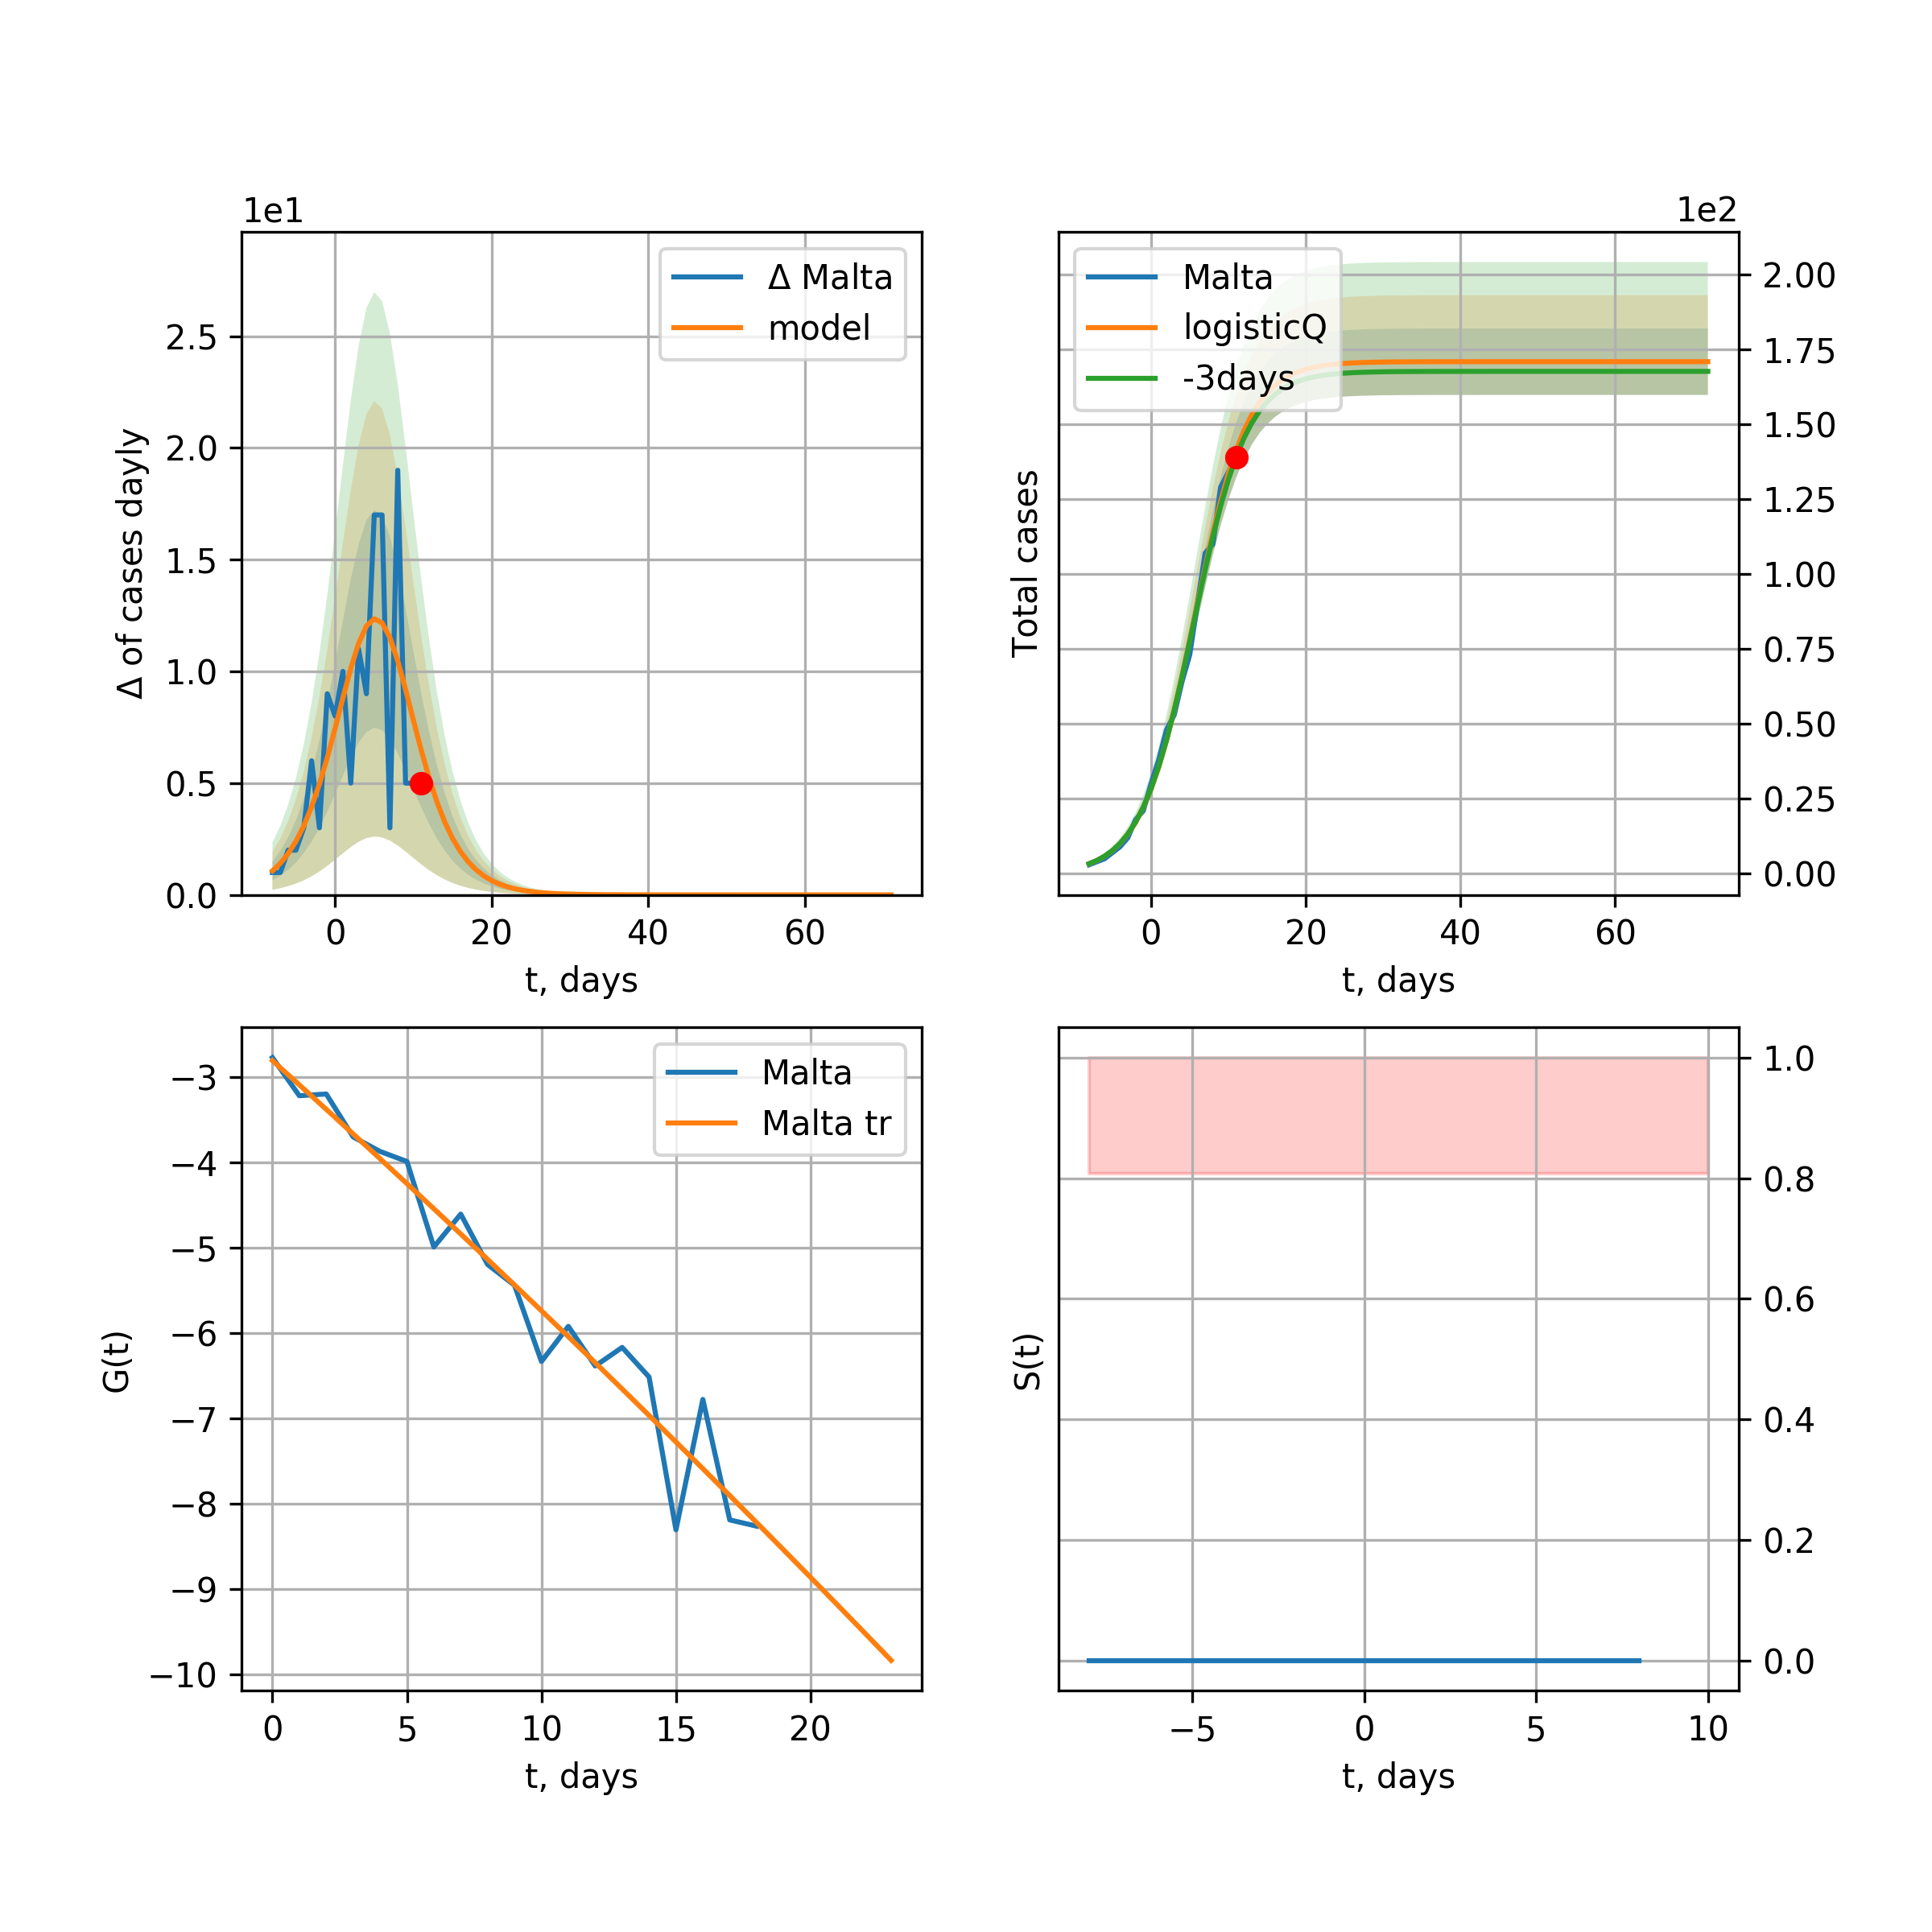 1e1
Δ Malta
model
2.5
2.0
1.5
1.0
0.5
0.0
Δ of cases dayly
0 20 40 60
t, days
1e2
Malta
logisticQ
-3days
2.00
1.75
1.50
1.25
1.00
0.75
0.50
0.25
0.00
Total cases
0 20 40 60
t, days
Malta
Malta tr
−3
−4
−5
−6
−7
−8
−9
−10
G(t)
0 5 10 15 20
t, days
1.0
0.8
0.6
0.4
0.2
0.0
S(t)
−5 0 5 10
t, days